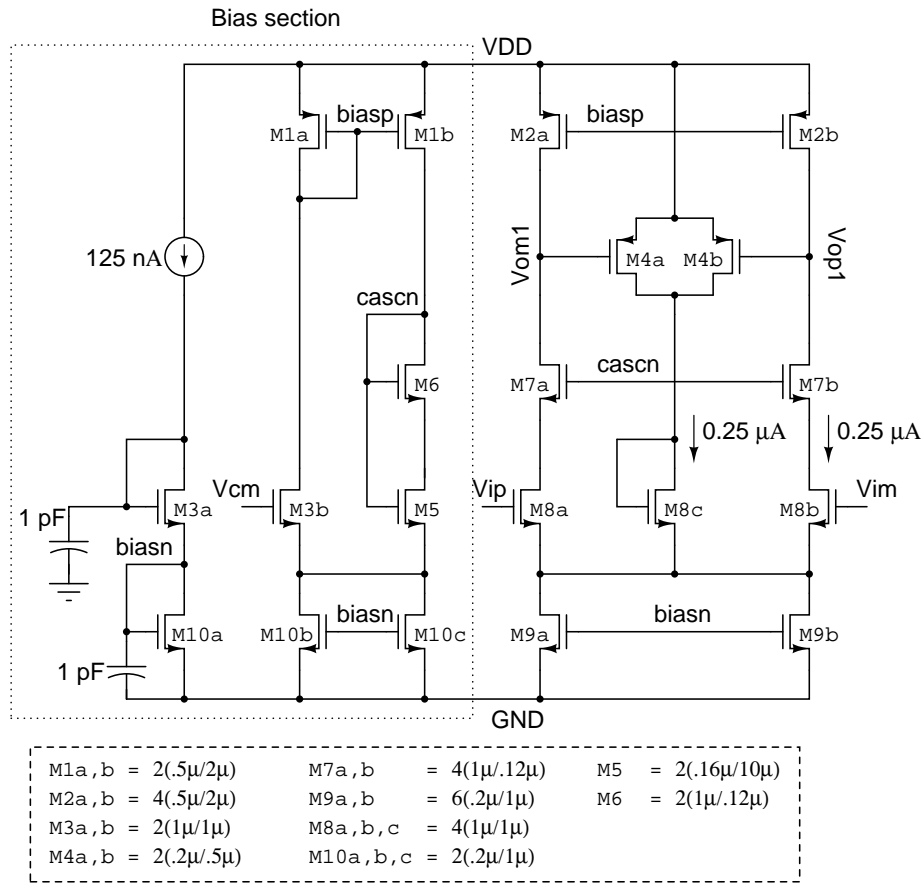 Bias section
VDD
M1a
biasp
M1b
M2a
biasp
M2b
125 nA
Vom1
M4a
M4b
Vop1
cascn
M6
M7a
cascn
M7b
0.25 μA
0.25 μA
1 pF
M3a
Vcm
M3b
M5
Vip
M8a
M8c
M8b
Vim
biasn
M10a
M10b
biasn
M10c
M9a
biasn
M9b
1 pF
GND
M1a,b = 2(.5μ/2μ) M7a,b = 4(1μ/.12μ) M5 = 2(.16μ/10μ)
M2a,b = 4(.5μ/2μ) M9a,b = 6(.2μ/1μ) M6 = 2(1μ/.12μ)
M3a,b = 2(1μ/1μ) M8a,b,c = 4(1μ/1μ)
M4a,b = 2(.2μ/.5μ) M10a,b,c = 2(.2μ/1μ)